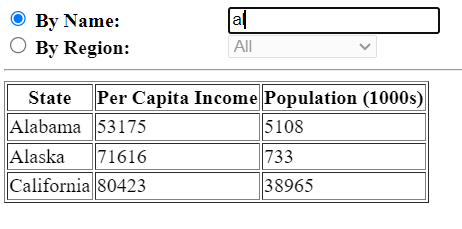 By Name: al
By Region: All
State Per Capita Income Population (1000s)
Alabama 53175 5108
Alaska 71616 733
California 80423 38965